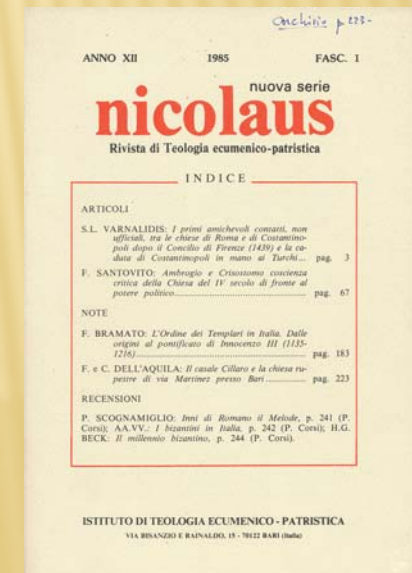 archivio p. 223-
ANNO XII 1985 FASC. 1
nuova serie
nicolaus
Rivista di Teologia ecumenico-patristica
INDICE
ARTICOLI
S.L. VARNALIDIS: I primi amichevoli contatti, non
ufficiali, tra le chiese di Roma e di Costantino-
poli dopo il Concilio di Firenze (1439) e la ca-
duta di Costantinopoli in mano ai Turchi... pag. 3
F. SANTOVITO: Ambrogio e Crisostomo coscienza
critica della Chiesa del IV secolo di fronte al
potere politico................ pag. 67
NOTE
F. BRAMATO: L'Ordine dei Templari in Italia. Dalle
origini al pontificato di Innocenzo III (1135-
1216)................ pag. 183
F. e C. DELL'AQUILA: Il casale Cillaro e la chiesa ru-
pestre di via Martinez presso Bari............ pag. 223
RECENSIONI
P. SCOGNAMIGLIO: Inni di Romano il Melode, p. 241 (P.
Corsi); AA.VV.: I bizantini in Italia, p. 242 (P. Corsi); H.G.
BECK: Il millennio bizantino, p. 244 (P. Corsi).
ISTITUTO DI TEOLOGIA ECUMENICO - PATRISTICA
VIA BISANZIO E RAINALDO, 15 - 70122 BARI (Italia)